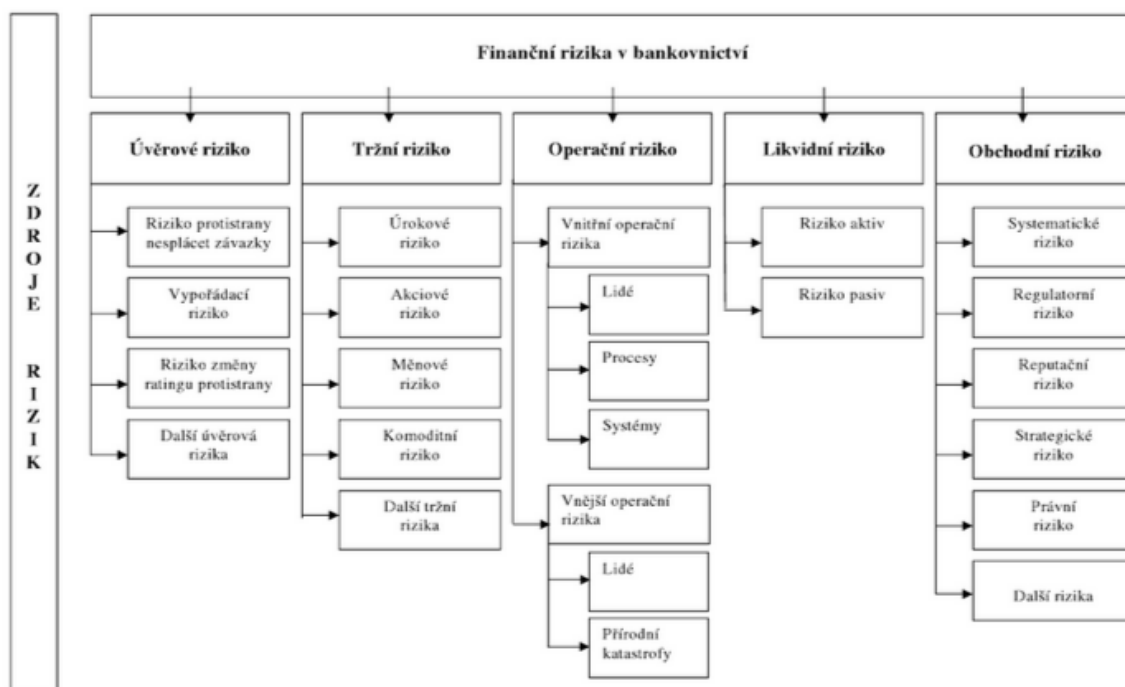 ZDROJE RIZIK
Finanční rizika v bankovnictví
Úvěrové riziko
Riziko protistrany
nesplácet závazky
Vypořádací
riziko
Riziko změny
ratingu protistrany
Další úvěrová
rizika
Tržní riziko
Úrokové
riziko
Akciové
riziko
Měnové
riziko
Komoditní
riziko
Další tržní
rizika
Operační riziko
Vnitřní operační
rizika
Lidé
Procesy
Systémy
Vnější operační
rizika
Lidé
Přírodní
katastrofy
Likvidní riziko
Riziko aktiv
Riziko pasiv
Obchodní riziko
Systematické
riziko
Regulatorní
riziko
Reputační
riziko
Strategické
riziko
Právní
riziko
Další rizika